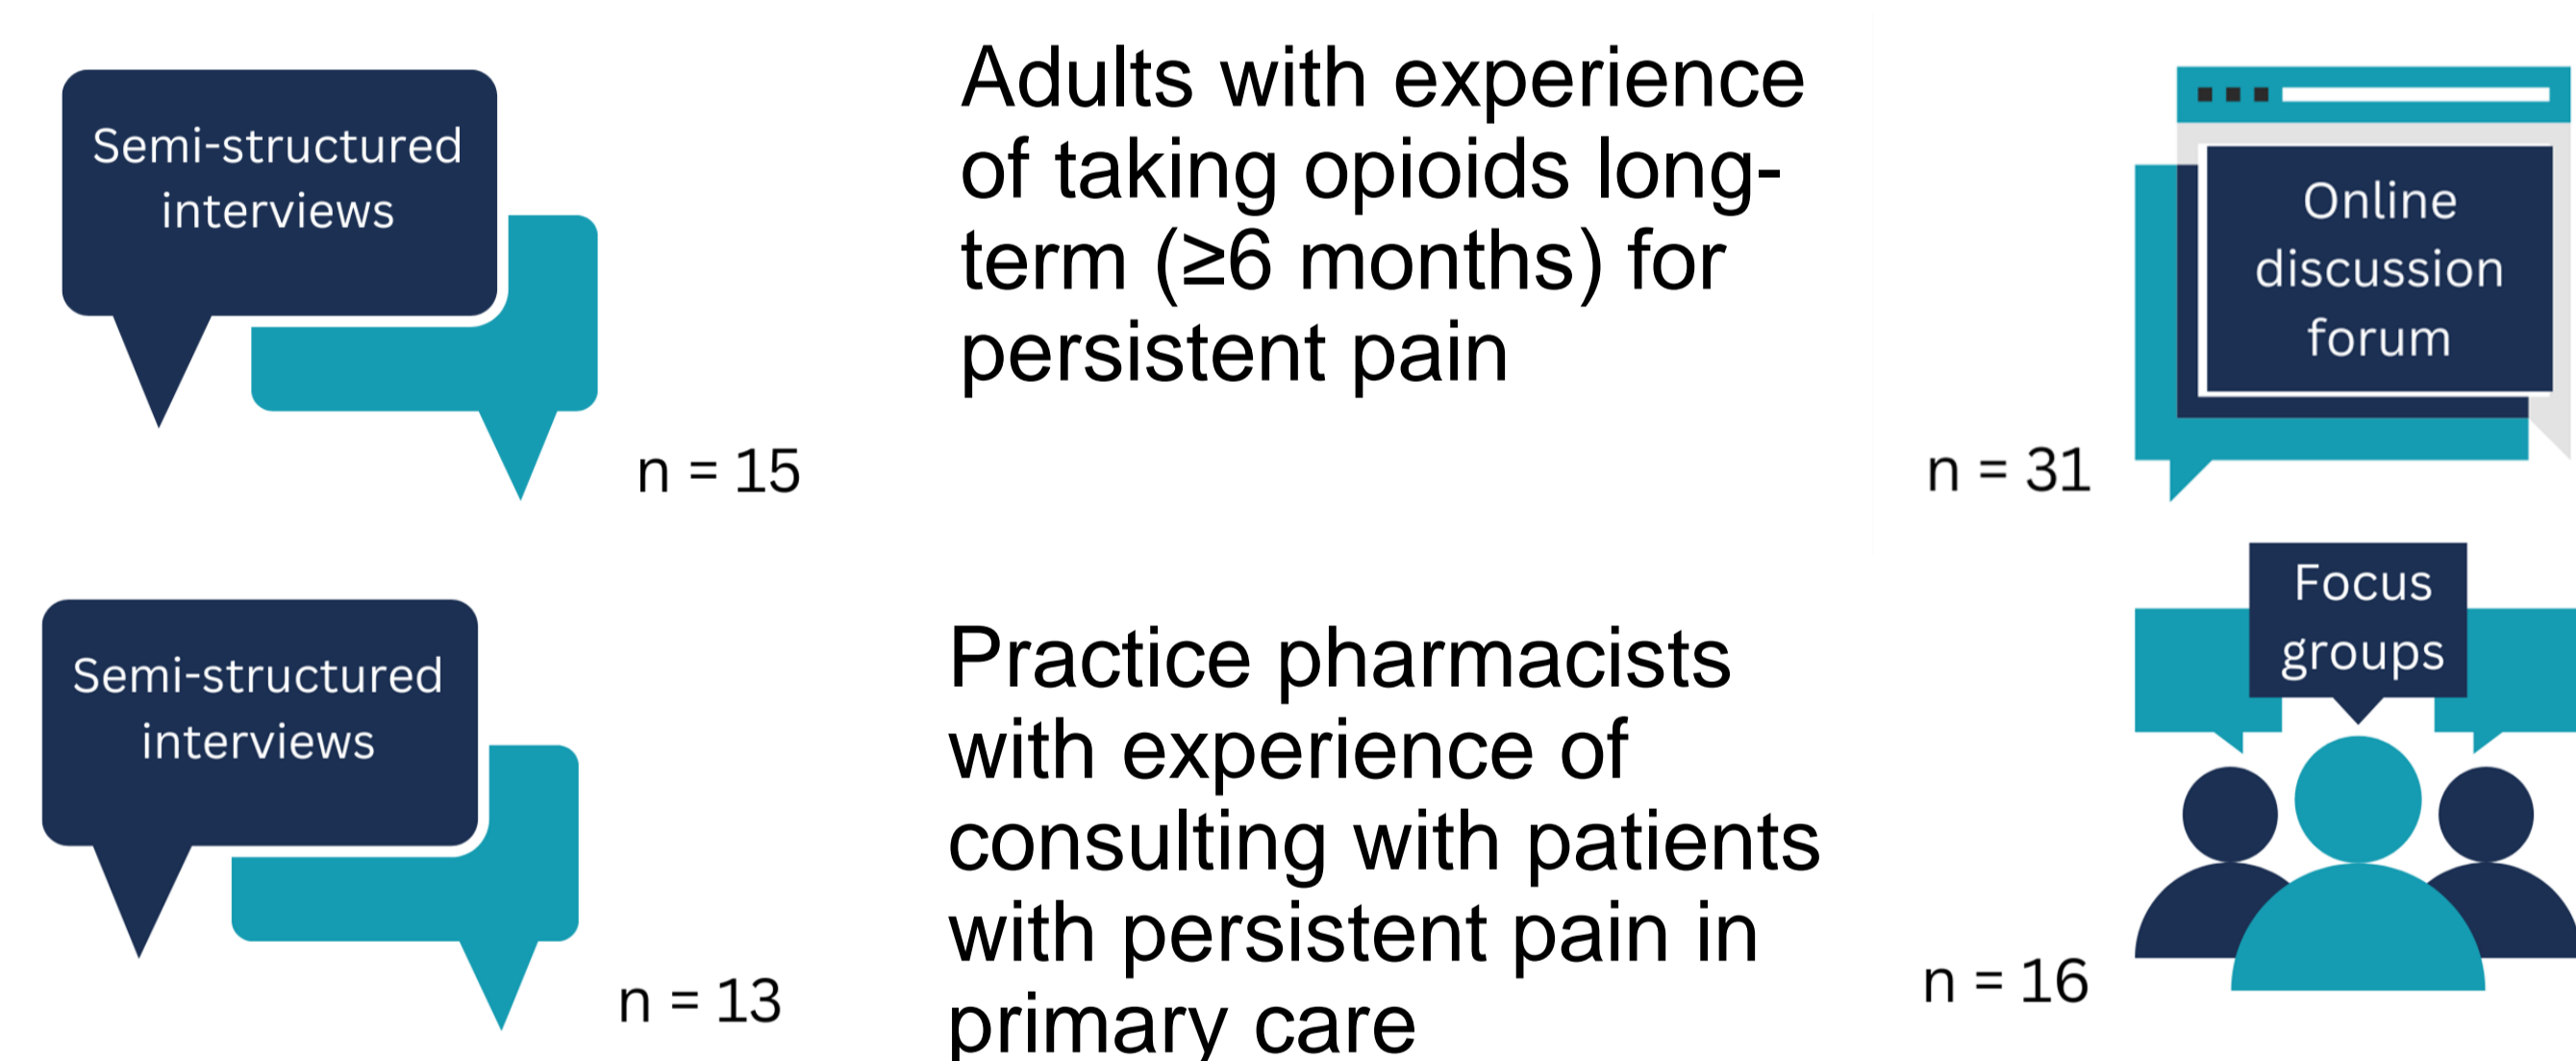 Semi-structured
interviews
n = 15
Adults with experience
of taking opioids long-
term (≥6 months) for
persistent pain
n = 31
Online
discussion
forum
Semi-structured
interviews
n = 13
Practice pharmacists
with experience of
consulting with patients
with persistent pain in
primary care
n = 16
Focus
groups